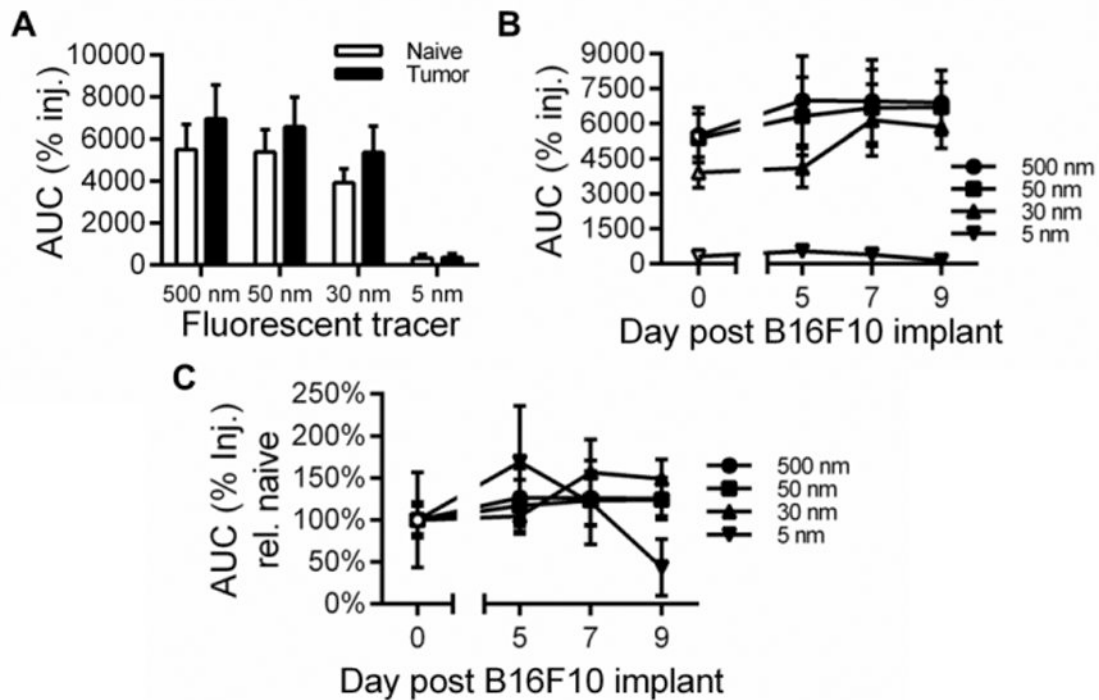 A
AUC (% inj.)
10000
8000
6000
4000
2000
0
Naive
Tumor
500 nm 50 nm 30 nm 5 nm
Fluorescent tracer
B
AUC (% inj.)
9000
7500
6000
4500
3000
1500
0
0 5 7 9
Day post B16F10 implant
500 nm
50 nm
30 nm
5 nm
C
AUC (% Inj.)
rel. naive
250%
200%
150%
100%
50%
0%
0 5 7 9
Day post B16F10 implant
500 nm
50 nm
30 nm
5 nm